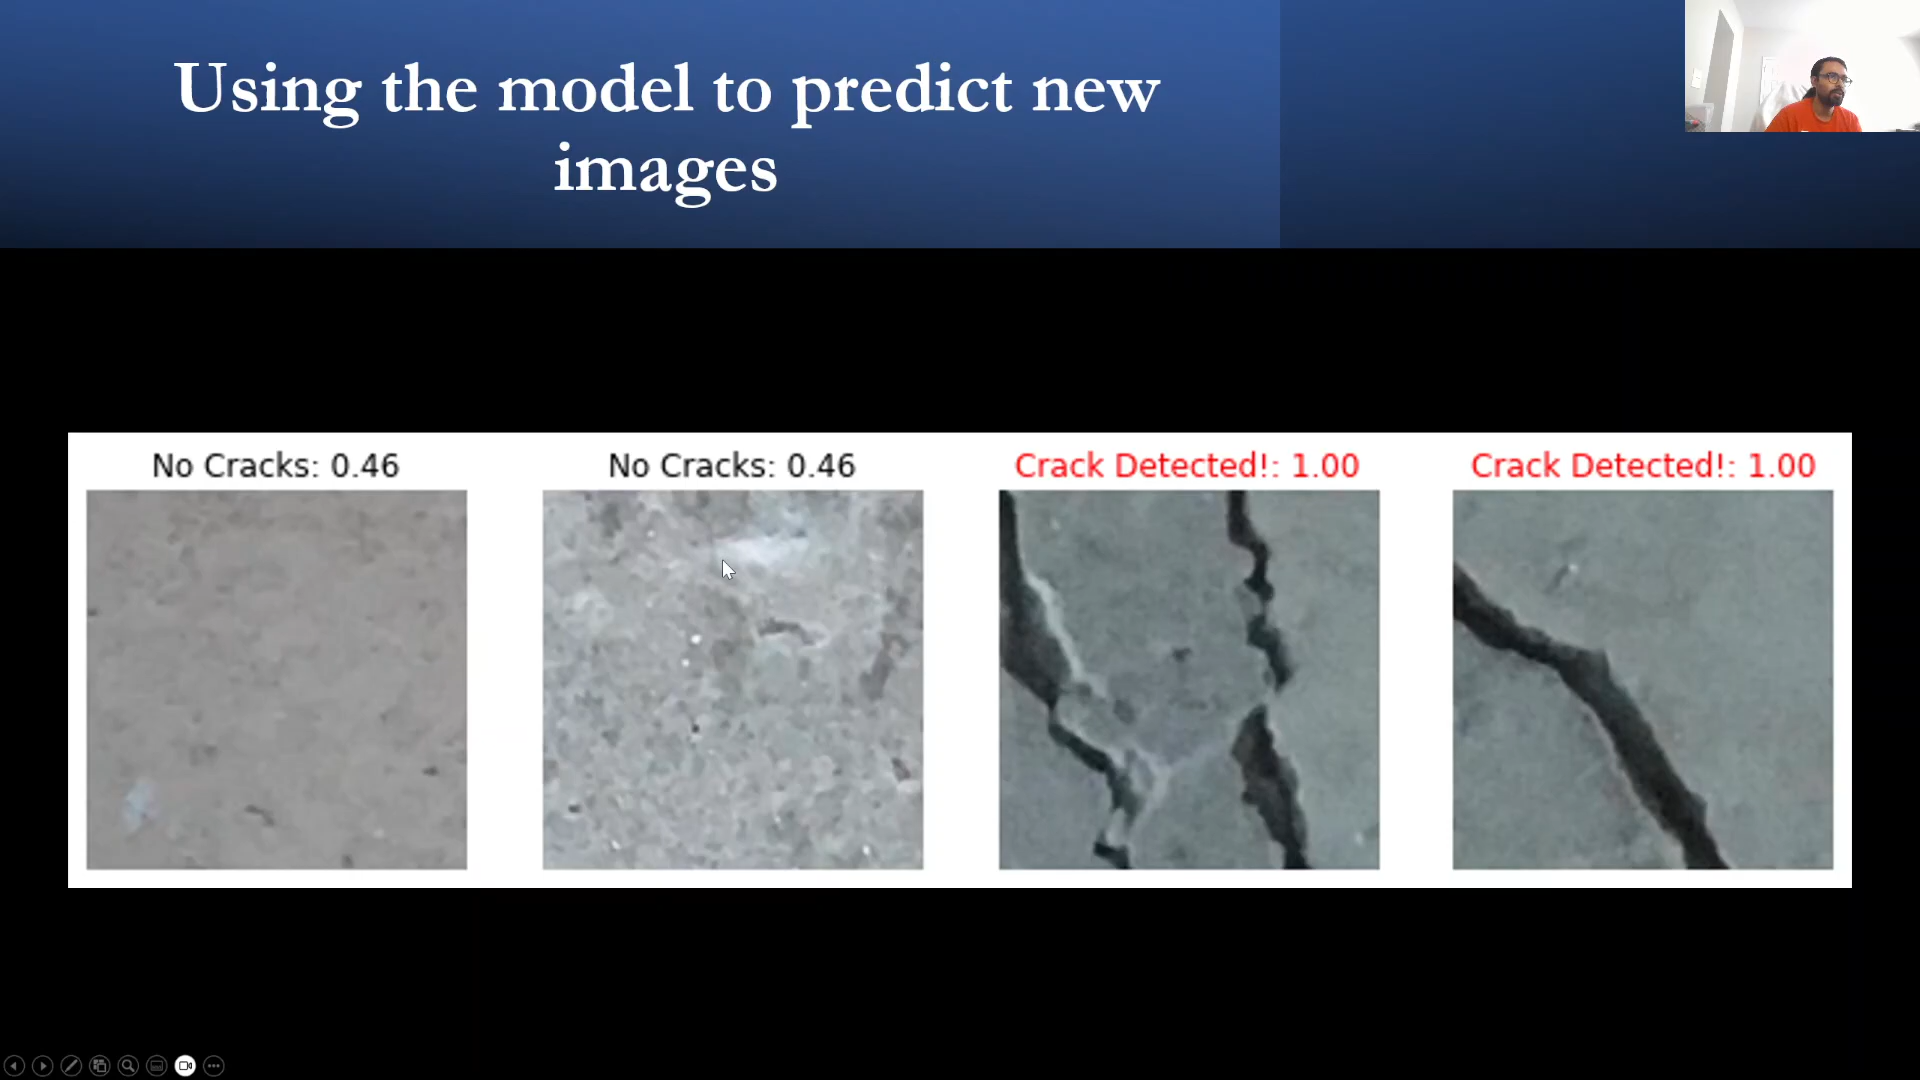 Using the model to predict new
images
No Cracks: 0.46
No Cracks: 0.46
Crack Detected!: 1.00
Crack Detected!: 1.00